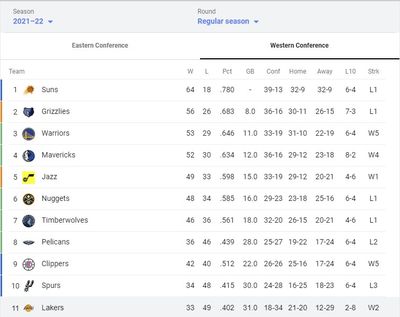 Season
2021–22
Round
Regular season
Eastern Conference Western Conference
Team W L Pct GB Conf Home Away L10 Strk
1 Suns 64 18 .780 - 39-13 32-9 32-9 6-4 L1
2 Grizzlies 56 26 .683 8.0 36-16 30-11 26-15 7-3 L1
3 Warriors 53 29 .646 11.0 33-19 31-10 22-19 6-4 W5
4 Mavericks 52 30 .634 12.0 36-16 29-12 23-18 8-2 W4
5 Jazz 49 33 .598 15.0 33-19 29-12 20-21 4-6 W1
6 Nuggets 48 34 .585 16.0 29-23 23-18 25-16 6-4 L1
7 Timberwolves 46 36 .561 18.0 32-20 26-15 20-21 4-6 L1
8 Pelicans 36 46 .439 28.0 25-27 19-22 17-24 6-4 L2
9 Clippers 42 40 .512 22.0 26-26 25-16 17-24 6-4 W5
10 Spurs 34 48 .415 30.0 24-28 16-25 18-23 6-4 L3
11 Lakers 33 49 .402 31.0 18-34 21-20 12-29 2-8 W2